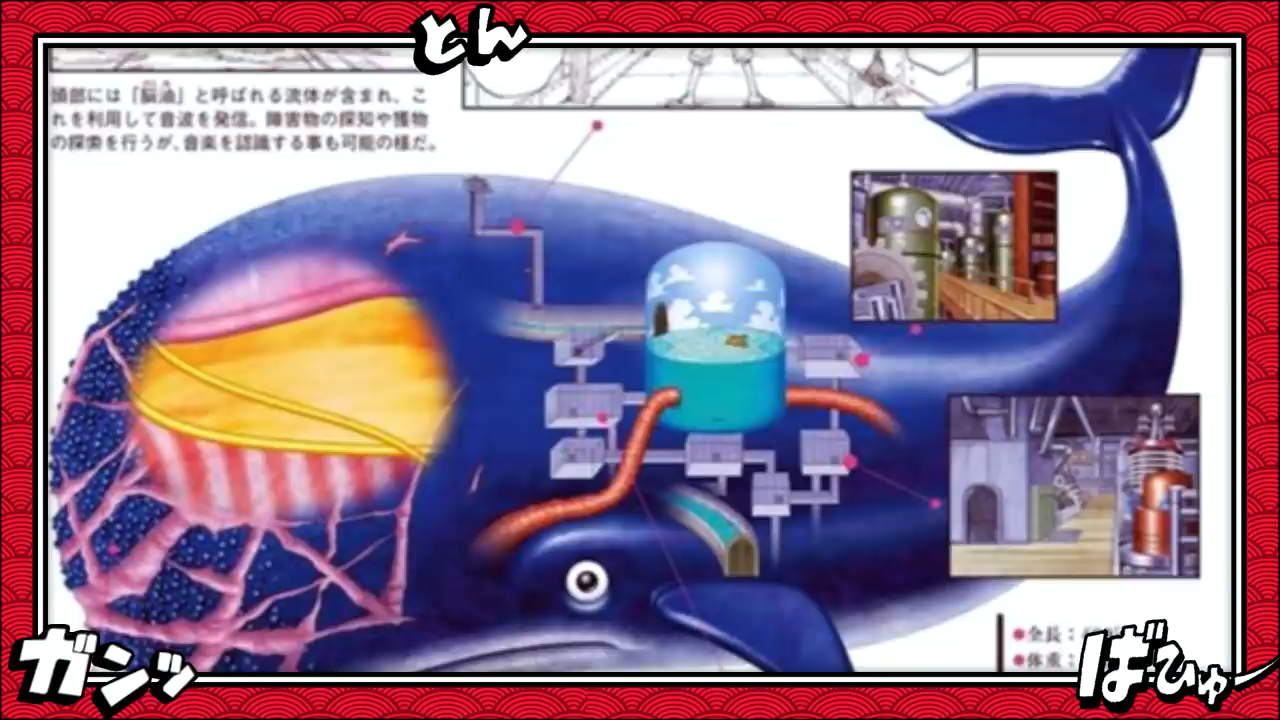 とん
頭部には「脳油」と呼ばれる流体が含まれ、こ
れを利用して音波を発信。障害物の探知や獲物
の探索を行うが、音楽を認識する事も可能の様だ。
●全長：
●体重：
ガンッ
ばひゅ